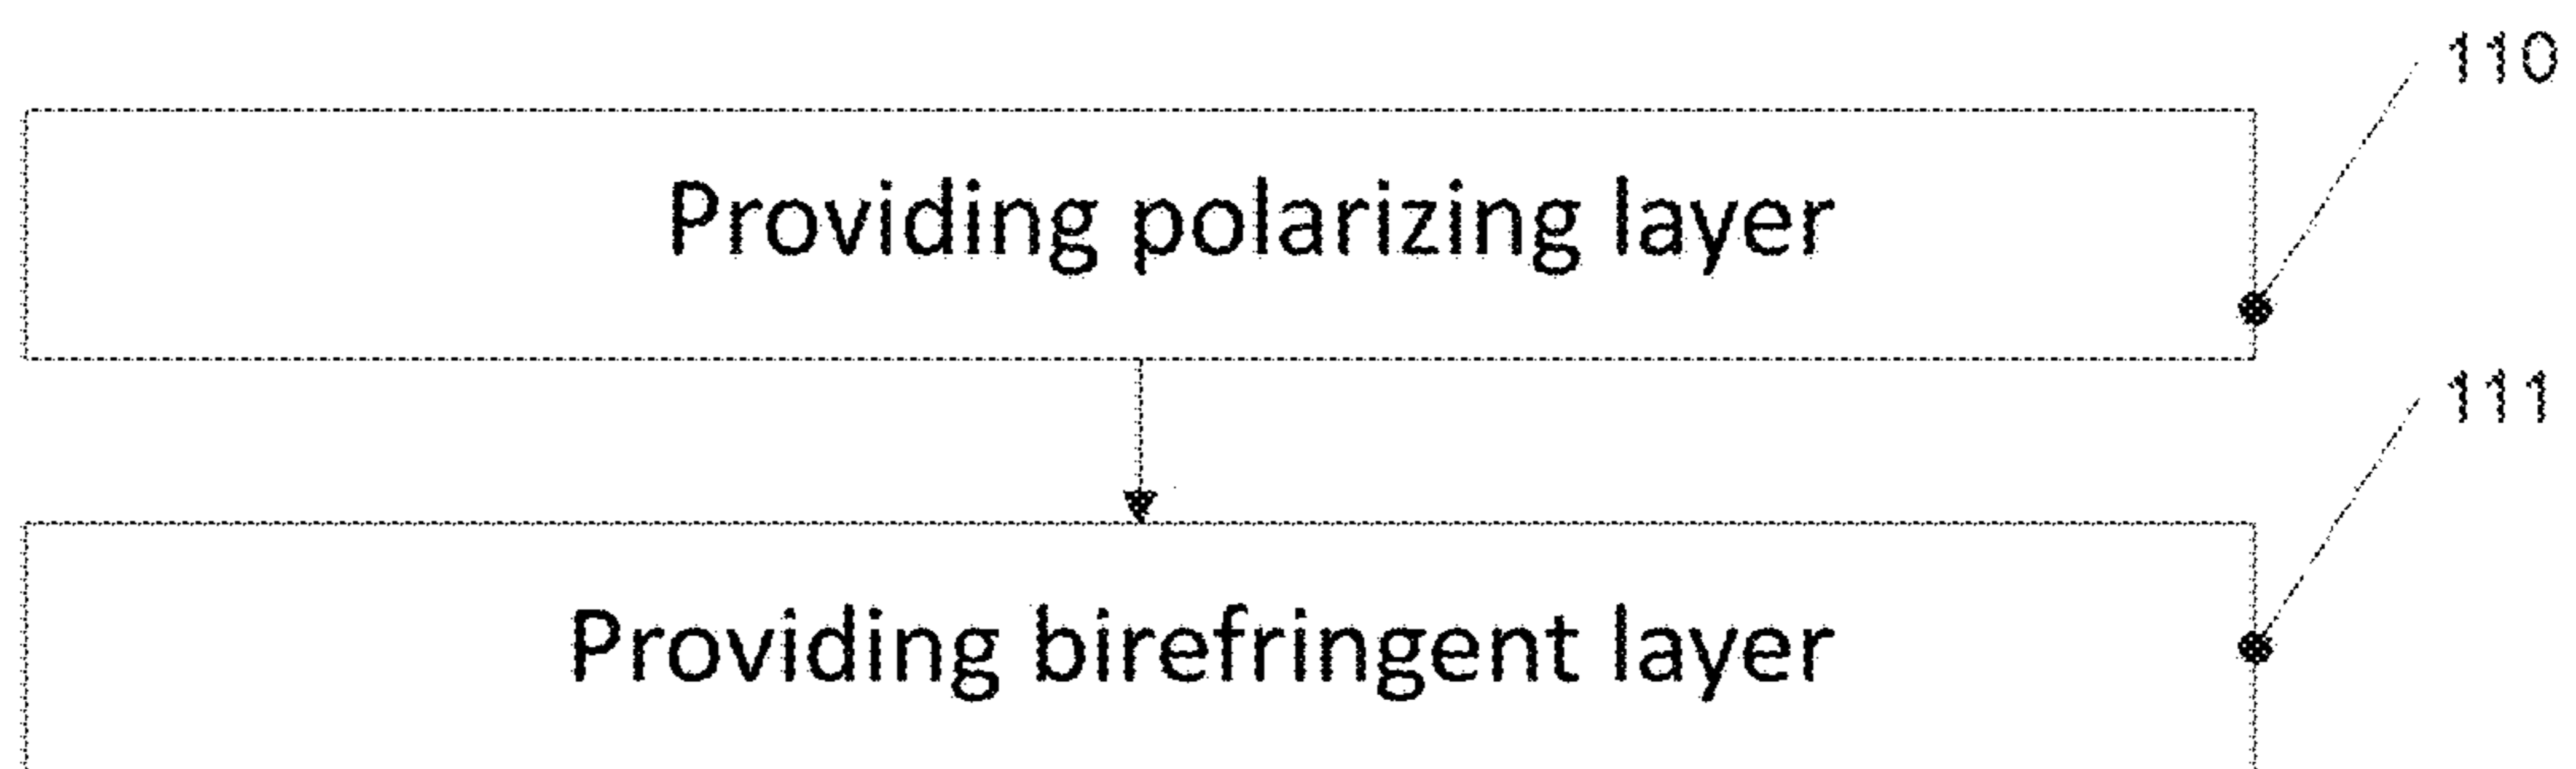 110
Providing polarizing layer
111
Providing birefringent layer